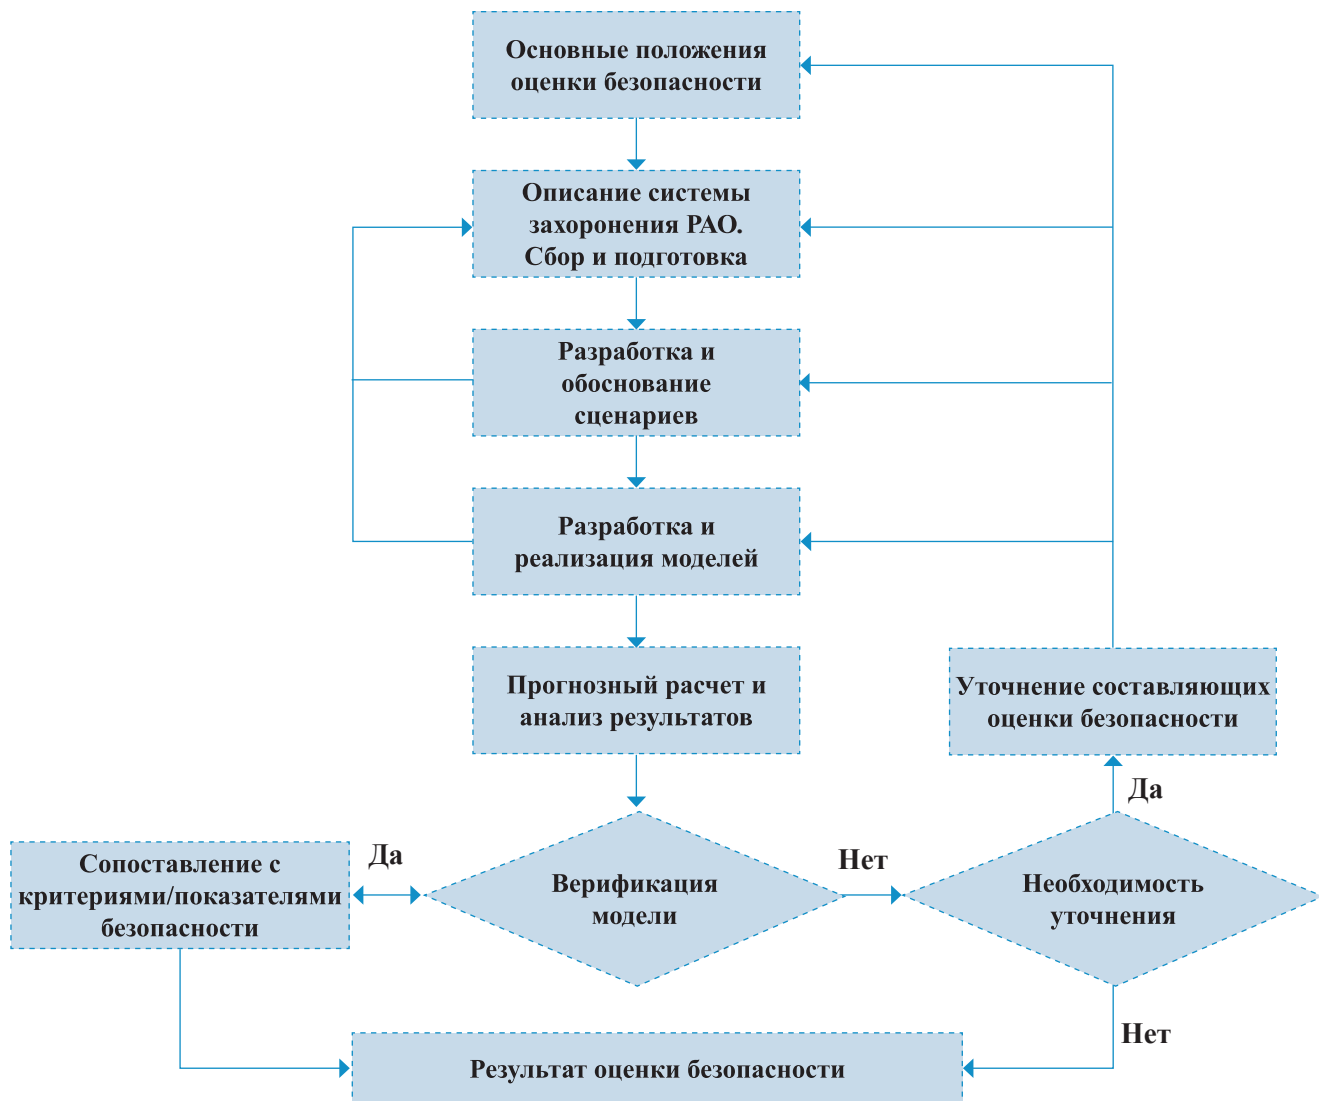 Основные положения
оценки безопасности
Описание системы
захоронения РАО.
Сбор и подготовка
Разработка и
обоснование
сценариев
Разработка и
реализация моделей
Прогнозный расчет и
анализ результатов
Уточнение составляющих
оценки безопасности
Да
Сопоставление с
критериями/показателями
безопасности
Да
Верификация
модели
Нет
Необходимость
уточнения
Нет
Результат оценки безопасности